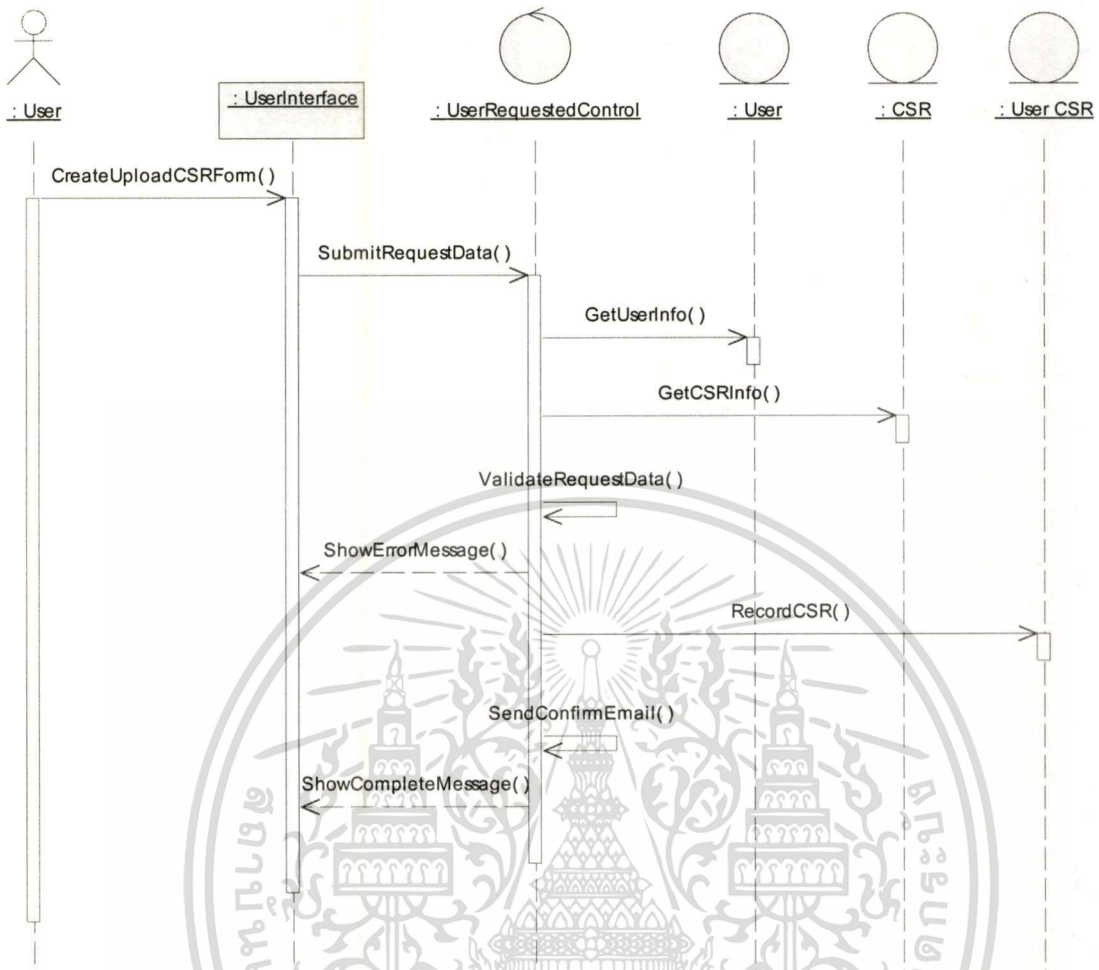 : User
: UserInterface
: UserRequestedControl
: User
: CSR
: User CSR
CreateUploadCSRForm( )
SubmitRequestData( )
GetUserInfo( )
GetCSRInfo( )
ValidateRequestData( )
ShowErrorMessage( )
RecordCSR( )
SendConfirmEmail( )
ShowCompleteMessage( )